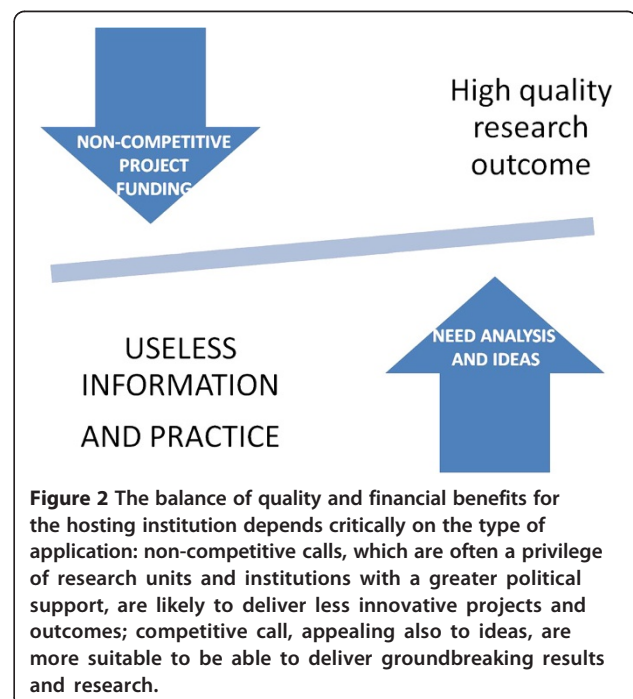 NON-COMPETITIVE
PROJECT
FUNDING
High quality
research
outcome
USELESS
INFORMATION
AND PRACTICE
NEED ANALYSIS
AND IDEAS
Figure 2 The balance of quality and financial benefits for
the hosting institution depends critically on the type of
application: non-competitive calls, which are often a privilege
of research units and institutions with a greater political
support, are likely to deliver less innovative projects and
outcomes; competitive call, appealing also to ideas, are
more suitable to be able to deliver groundbreaking results
and research.